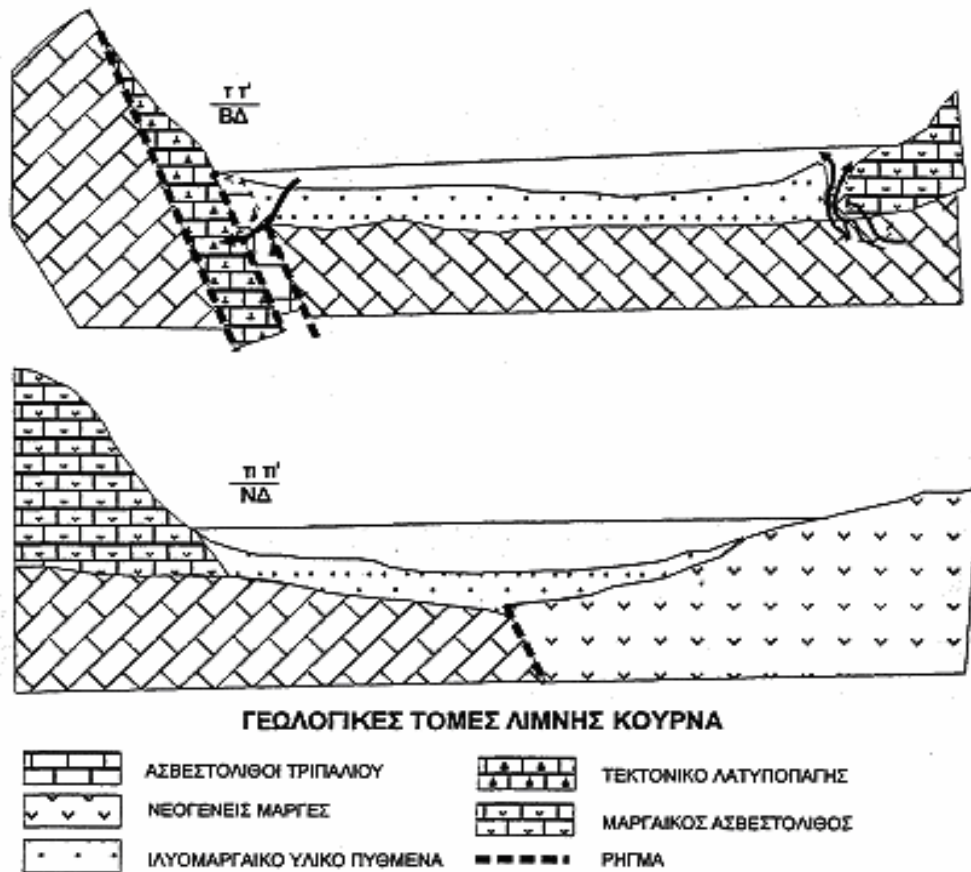 π π'
ΒΔ
π π'
ΝΔ
ΓΕΩΛΟΓΙΚΕΣ ΤΟΜΕΣ ΛΙΜΝΗΣ ΚΟΥΡΝΑ
ΑΣΒΕΣΤΟΛΙΘΟΙ ΤΡΙΠΑΛΙΟΥ
ΝΕΟΓΕΝΕΙΣ ΜΑΡΓΕΣ
ΙΛΥΟΜΑΡΓΑΙΚΟ ΥΛΙΚΟ ΠΥΘΜΕΝΑ
ΤΕΚΤΟΝΙΚΟ ΛΑΤΥΠΟΠΑΓΗΣ
ΜΑΡΓΑΙΚΟΣ ΑΣΒΕΣΤΟΛΙΘΟΣ
ΡΗΓΜΑ